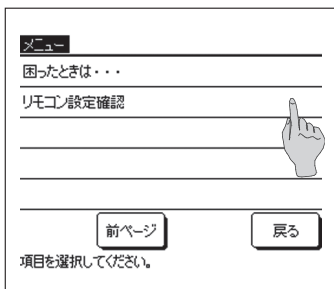 メニュー
困ったときは・・・
リモコン設定確認
前ページ
戻る
項目を選択してください。